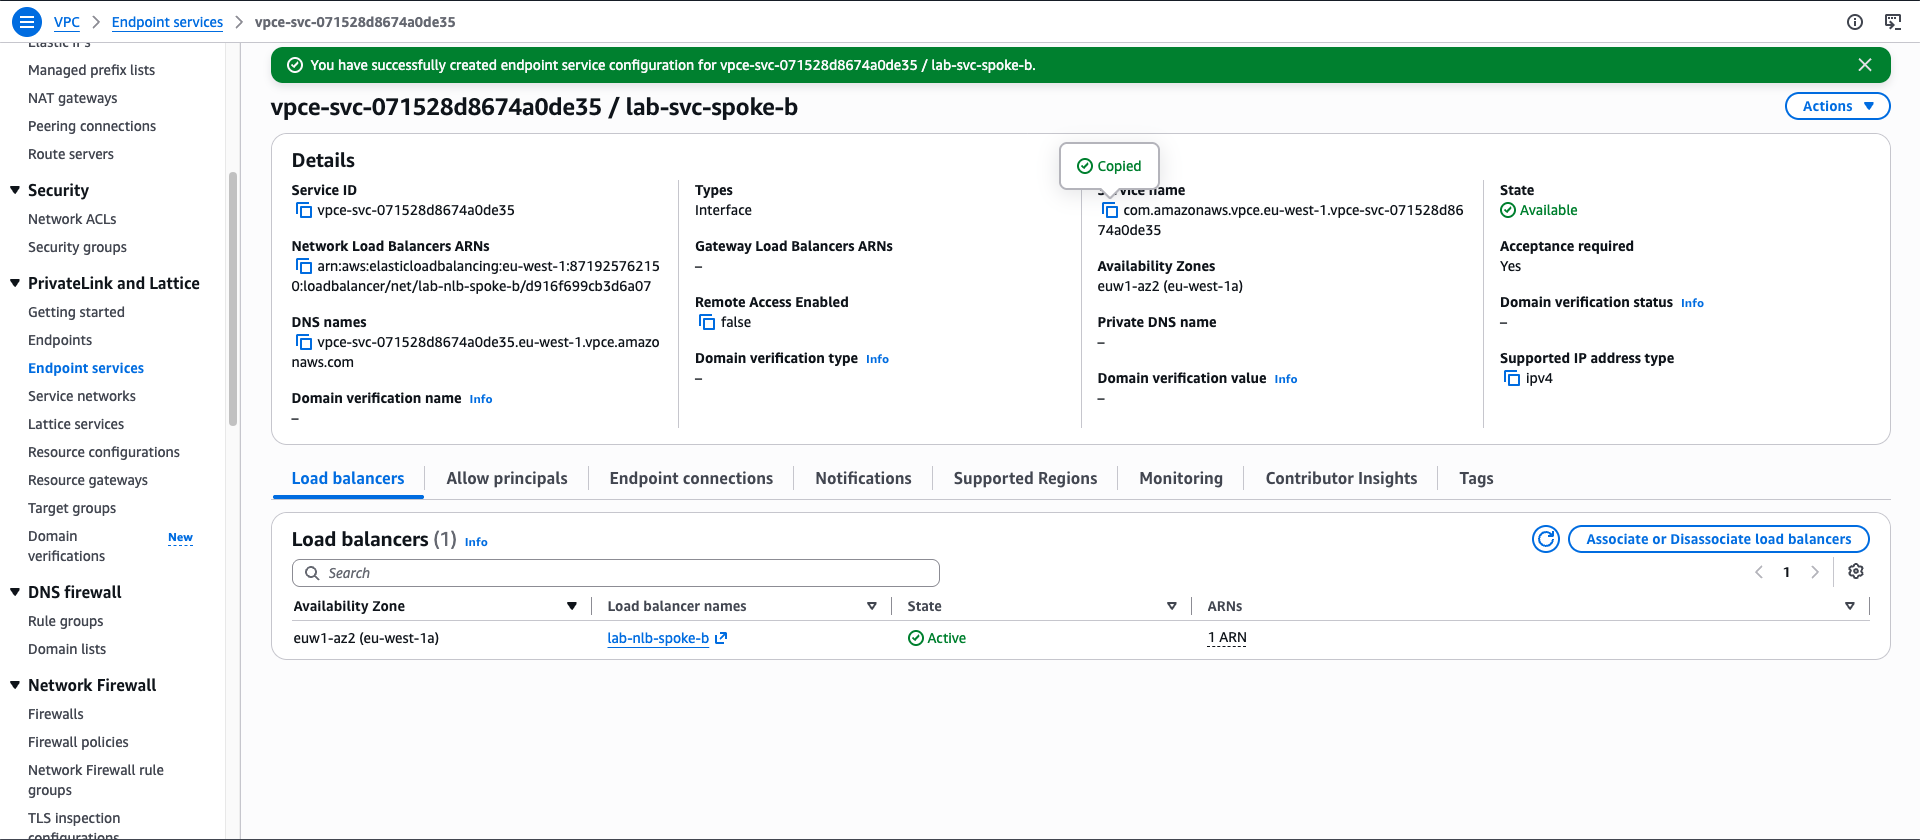 VPC > Endpoint services > vpce-svc-071528d8674a0de35
Elastic IPs
Managed prefix lists
NAT gateways
Peering connections
Route servers
Security
Network ACLs
Security groups
PrivateLink and Lattice
Getting started
Endpoints
Endpoint services
Service networks
Lattice services
Resource configurations
Resource gateways
Target groups
Domain
verifications
New
DNS firewall
Rule groups
Domain lists
Network Firewall
Firewalls
Firewall policies
Network Firewall rule
groups
TLS inspection
configurations
You have successfully created endpoint service configuration for vpce-svc-071528d8674a0de35 / lab-svc-spoke-b.
vpce-svc-071528d8674a0de35 / lab-svc-spoke-b
Actions
Details
Copied
Service ID
vpce-svc-071528d8674a0de35
Network Load Balancers ARNs
arn:aws:elasticloadbalancing:eu-west-1:87192576215
0:loadbalancer/net/lab-nlb-spoke-b/d916f699cb3d6a07
DNS names
vpce-svc-071528d8674a0de35.eu-west-1.vpce.amazo
naws.com
Domain verification name Info
–
Types
Interface
Gateway Load Balancers ARNs
–
Remote Access Enabled
false
Domain verification type Info
–
Service name
com.amazonaws.vpce.eu-west-1.vpce-svc-071528d86
74a0de35
Availability Zones
euw1-az2 (eu-west-1a)
Private DNS name
–
Domain verification value Info
–
State
Available
Acceptance required
Yes
Domain verification status Info
–
Supported IP address type
ipv4
Load balancers Allow principals Endpoint connections Notifications Supported Regions Monitoring Contributor Insights Tags
Load balancers (1) Info
Associate or Disassociate load balancers
Search
1
Availability Zone Load balancer names State ARNs
euw1-az2 (eu-west-1a) lab-nlb-spoke-b Active 1 ARN